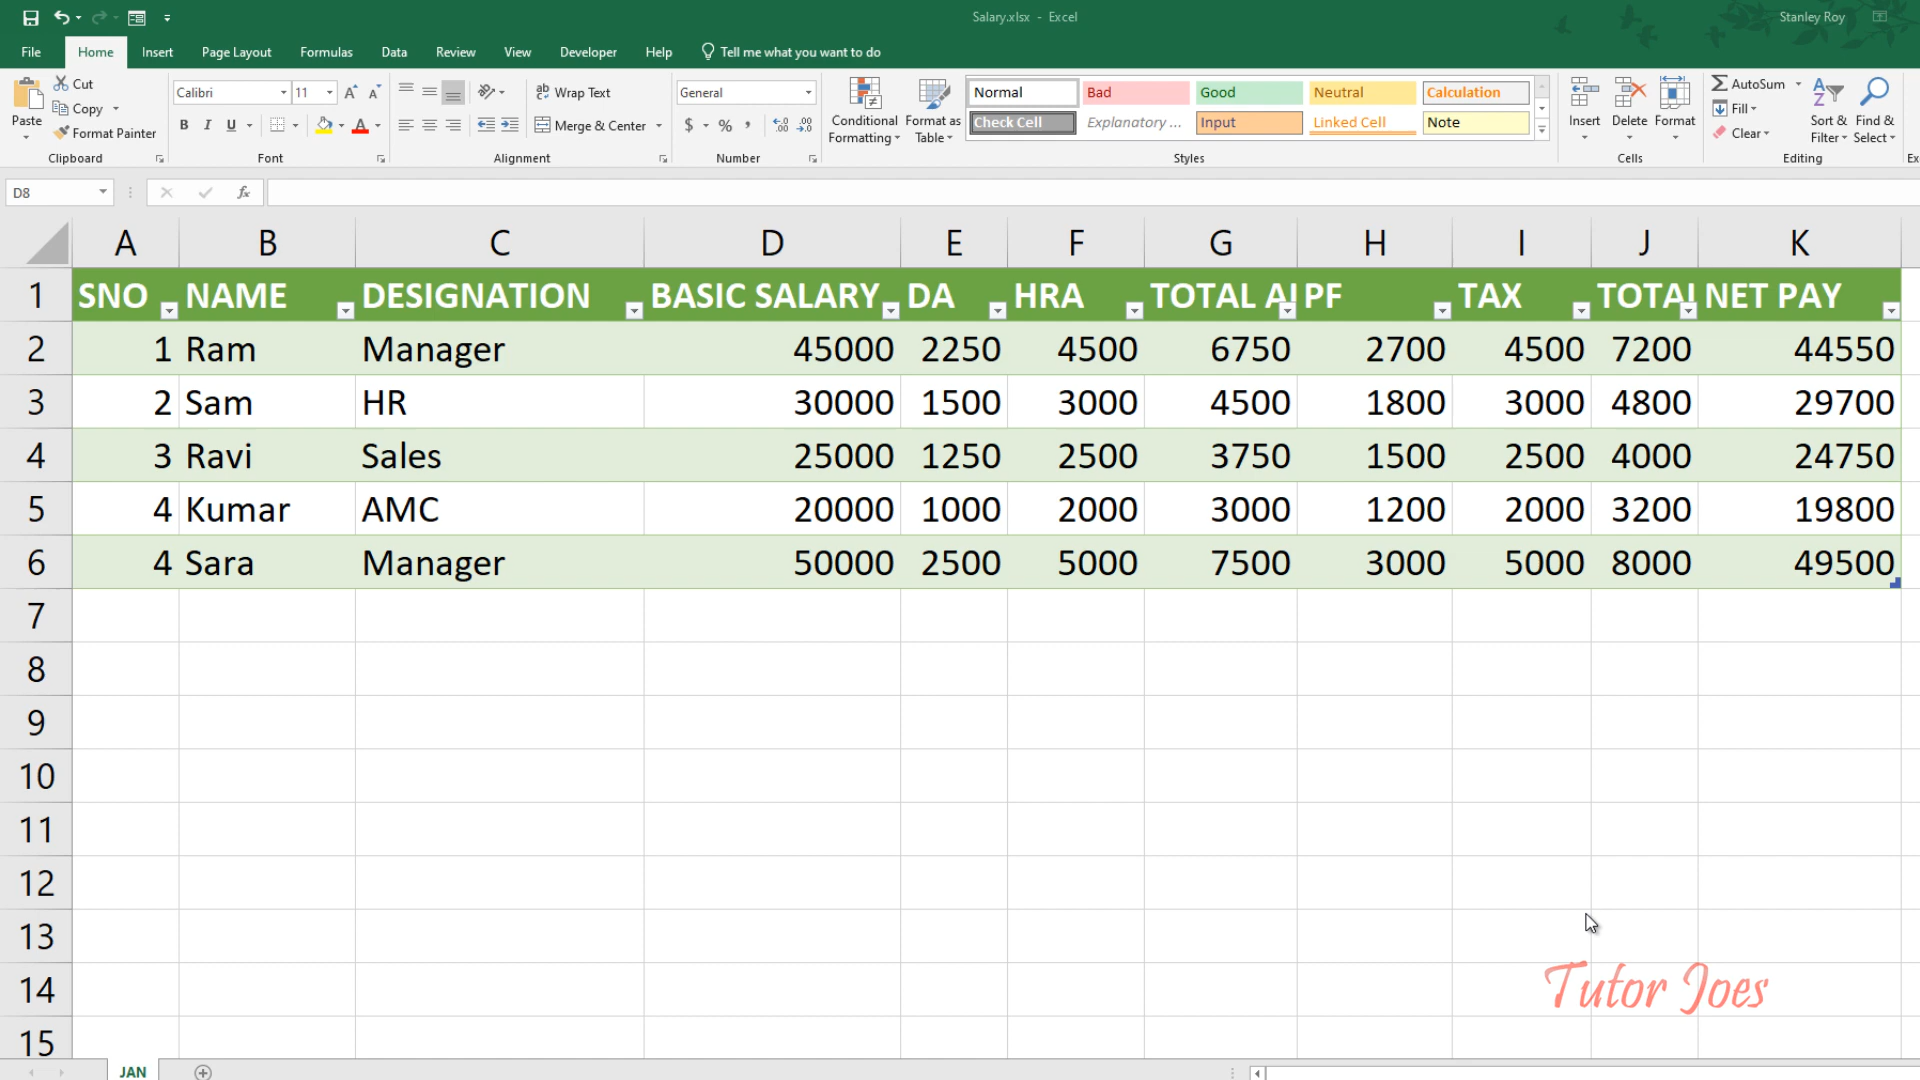 Salary.xlsx - Excel
Stanley Roy
File Home Insert Page Layout Formulas Data Review View Developer Help Tell me what you want to do
Paste
Cut
Copy
Format Painter
Clipboard
Calibri 11
B I U A
Font
ab Wrap Text
Merge & Center
Alignment
General
$ % ,
Number
Conditional Formatting
Format as Table
Normal Bad Good Neutral Calculation
Check Cell Explanatory ... Input Linked Cell Note
Styles
Insert Delete Format
Cells
AutoSum
Fill
Clear
Sort & Filter
Find & Select
Editing
Ex
D8 fx
A B C D E F G H I J K
1 SNO NAME DESIGNATION BASIC SALARY DA HRA TOTAL Al PF TAX TOTAL NET PAY
2 1 Ram Manager 45000 2250 4500 6750 2700 4500 7200 44550
3 2 Sam HR 30000 1500 3000 4500 1800 3000 4800 29700
4 3 Ravi Sales 25000 1250 2500 3750 1500 2500 4000 24750
5 4 Kumar AMC 20000 1000 2000 3000 1200 2000 3200 19800
6 4 Sara Manager 50000 2500 5000 7500 3000 5000 8000 49500
7
8
9
10
11
12
13
14
15
Tutor Joes
JAN